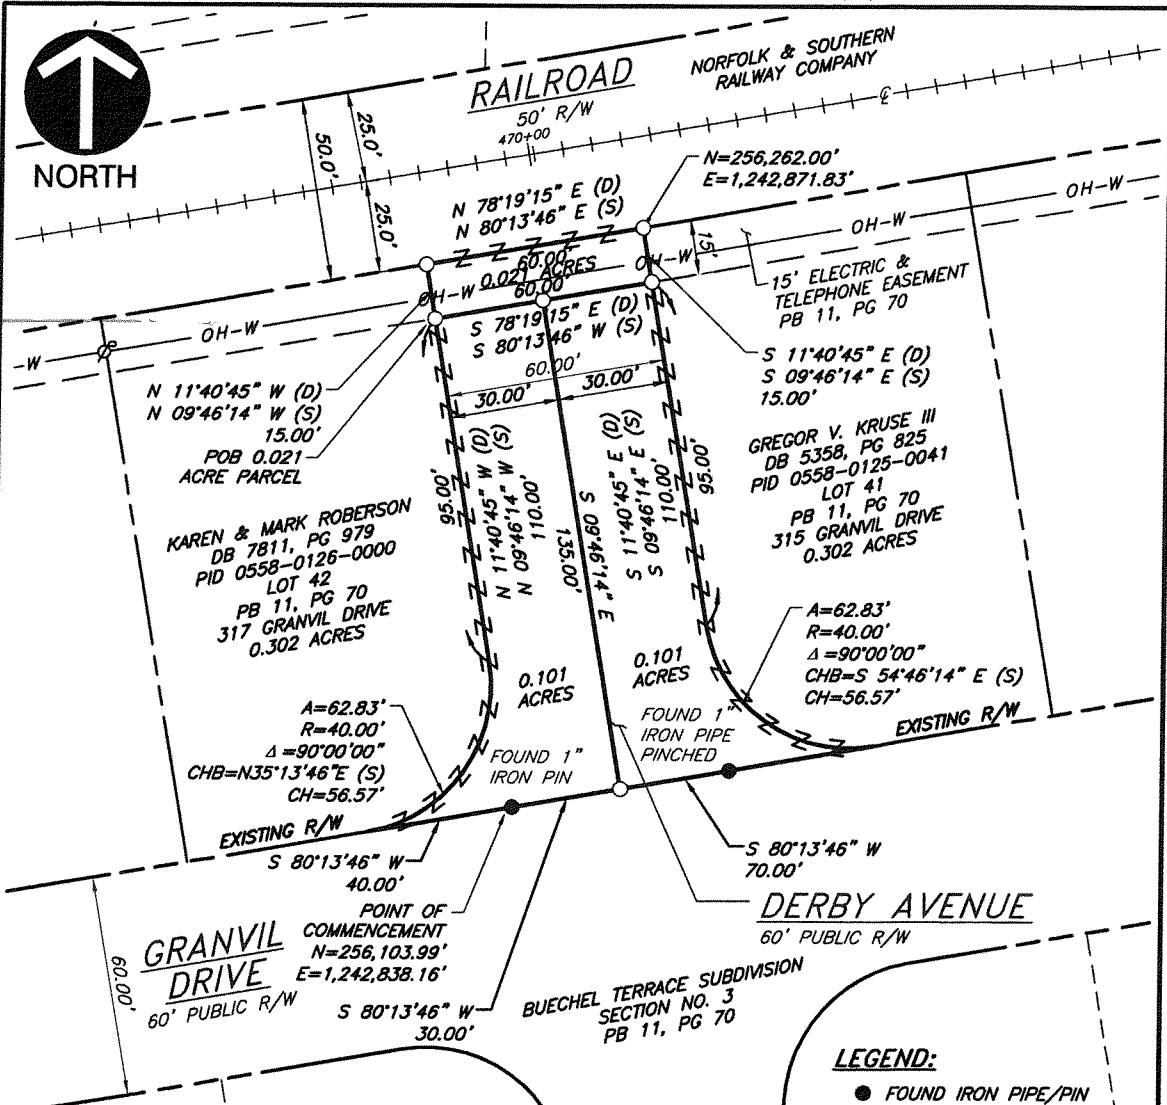 NORTH
RAILROAD
50' R/W
470+00
NORFOLK & SOUTHERN
RAILWAY COMPANY
25.0'
50.0'
25.0'
N 78°19'15" E (D)
N 80°13'46" E (S)
N=256,262.00'
E=1,242,871.83'
60.00'
0.021 ACRES
60.00'
OH-W
OH-W
OH-W
OH-W
OH-W
-W
15'
15' ELECTRIC &
TELEPHONE EASEMENT
PB 11, PG 70
S 78°19'15" E (D)
S 80°13'46" W (S)
60.00'
30.00'
30.00'
N 11°40'45" W (D)
N 09°46'14" W (S)
15.00'
POB 0.021
ACRE PARCEL
S 11°40'45" E (D)
S 09°46'14" E (S)
15.00'
KAREN & MARK ROBERSON
DB 7811, PG 979
PID 0558-0126-0000
LOT 42
PB 11, PG 70
317 GRANVIL DRIVE
0.302 ACRES
95.00'
N 11°40'45" W (D)
N 09°46'14" W (S)
110.00'
S 09°46'14" E
135.00'
S 11°40'45" E (D)
S 09°46'14" E (S)
110.00'
95.00'
GREGOR V. KRUSE III
DB 5358, PG 825
PID 0558-0125-0041
LOT 41
PB 11, PG 70
315 GRANVIL DRIVE
0.302 ACRES
0.101
ACRES
0.101
ACRES
A=62.83'
R=40.00'
Δ=90°00'00"
CHB=N35°13'46"E (S)
CH=56.57'
A=62.83'
R=40.00'
Δ=90°00'00"
CHB=S 54°46'14" E (S)
CH=56.57'
FOUND 1"
IRON PIN
FOUND 1"
IRON PIPE
PINCHED
EXISTING R/W
EXISTING R/W
S 80°13'46" W
40.00'
S 80°13'46" W
70.00'
POINT OF
COMMENCEMENT
N=256,103.99'
E=1,242,838.16'
S 80°13'46" W
30.00'
GRANVIL
DRIVE
60' PUBLIC R/W
60.00'
DERBY AVENUE
60' PUBLIC R/W
BUECHEL TERRACE SUBDIVISION
SECTION NO. 3
PB 11, PG 70
LEGEND:
FOUND IRON PIPE/PIN